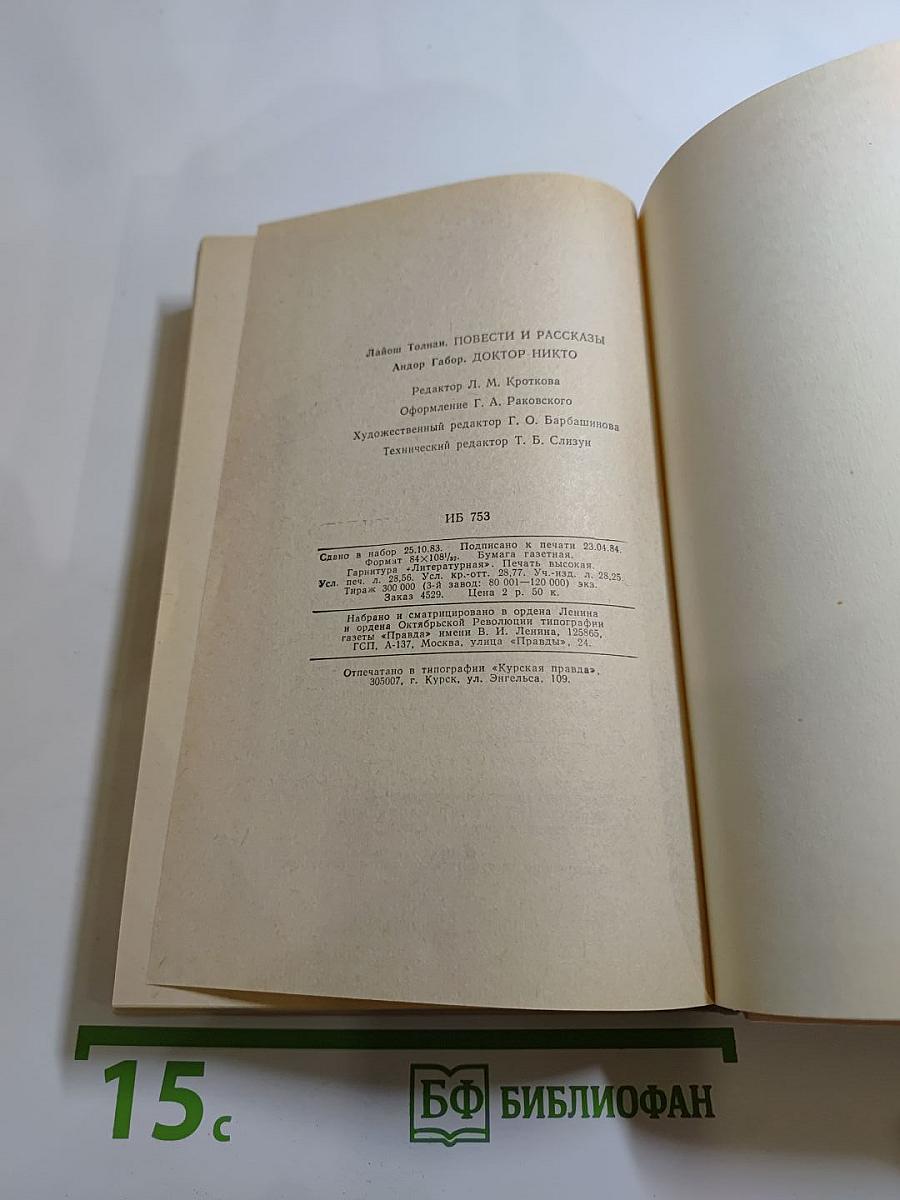 Лайош Толнаи. ПОВЕСТИ И РАССКАЗЫ
Андор Габор. ДОКТОР НИКТО
Редактор Л. М. Кроткова
Оформление Г. А. Раковского
Художественный редактор Г. О. Барбашинова
Технический редактор Т. Б. Слизун
ИБ 753
Сдано в набор 25.10.83. Подписано к печати 23.04.84.
Формат 84×108¹/₃₂. Бумага газетная.
Гарнитура «Литературная». Печать высокая.
Усл. печ. л. 28,56. Усл. кр.-отт. 28,77. Уч.-изд. л. 28,25.
Тираж 300 000 (3-й завод: 80 001—120 000) экз.
Заказ 4529. Цена 2 р. 50 к.
Набрано и сматрицировано в ордена Ленина
и ордена Октябрьской Революции типографии
газеты «Правда» имени В. И. Ленина, 125865,
ГСП, А-137, Москва, улица «Правды», 24.
Отпечатано в типографии «Курская правда»,
305007, г. Курск, ул. Энгельса, 109.
15 с
БФ БИБЛИОФАН